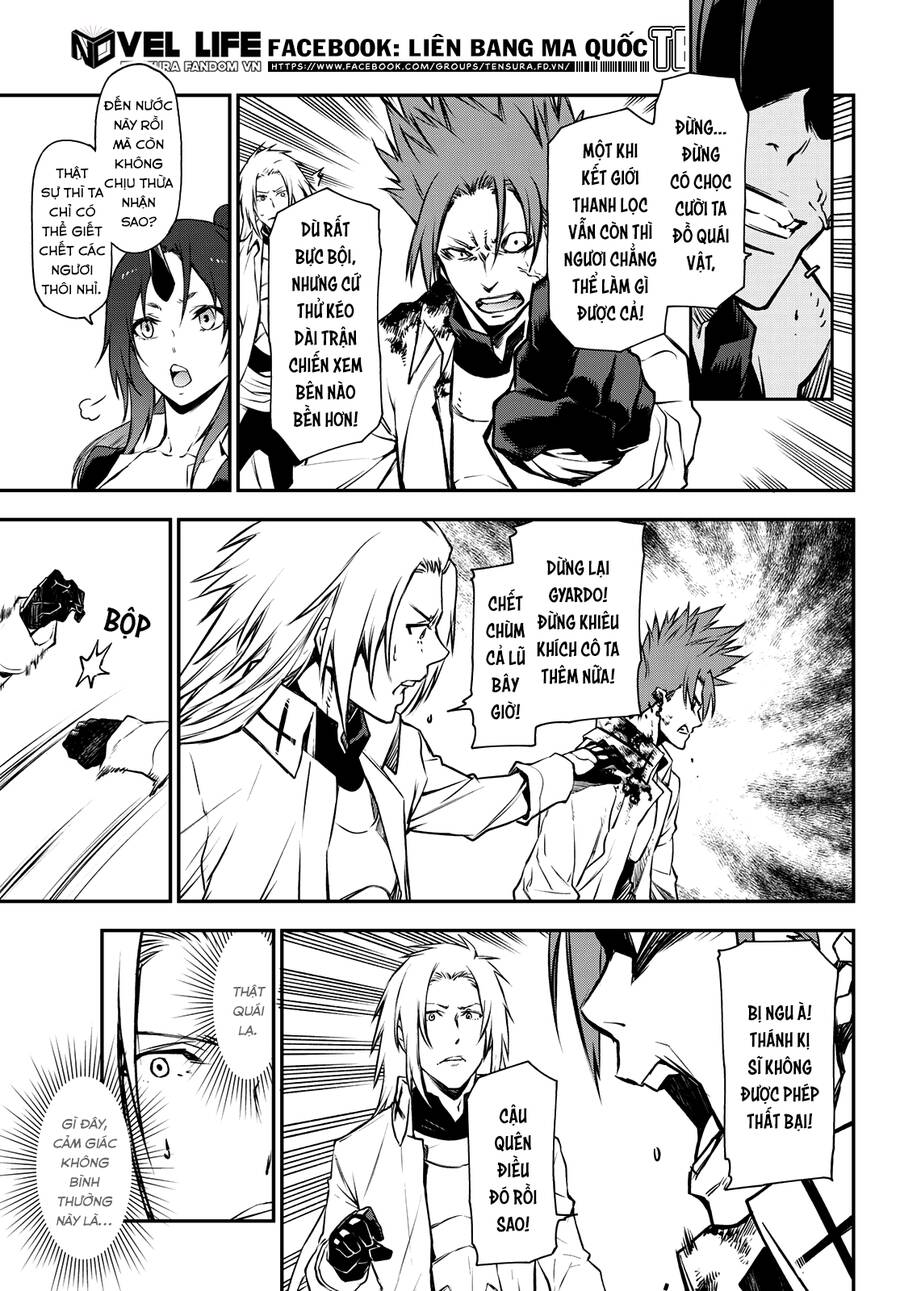 NOVEL LIFE
TENSURA FANDOM VN
FACEBOOK: LIÊN BANG MA QUỐC
HTTPS://WWW.FACEBOOK.COM/GROUPS/TENSURA.FD.VN/
ĐỪNG...
ĐỪNG
CÓ CHỌC
CƯỜI TA
ĐỒ QUÁI
VẬT,
MỘT KHI
KẾT GIỚI
THANH LỌC
VẪN CÒN THÌ
NGƯƠI CHẲNG
THỂ LÀM GÌ
ĐƯỢC CẢ!
DÙ RẤT
BỰC BỘI,
NHƯNG CỨ
THỬ KÉO
DÀI TRẬN
CHIẾN XEM
BÊN NÀO
BỀN HƠN!
ĐẾN NƯỚC
NÀY RỒI
MÀ CÒN
KHÔNG
CHỊU THỪA
NHẬN
SAO?
THẬT
SỰ THÌ TA
CHỈ CÓ
THỂ GIẾT
CHẾT CÁC
NGƯƠI
THÔI NHỈ.
DỪNG LẠI
GYARDO!
ĐỪNG KHIÊU
KHÍCH CÔ TA
THÊM NỮA!
CHẾT
CHÙM
CẢ LŨ
BÂY
GIỜ!
BỘP
BỊ NGU À!
THÁNH KỊ
SĨ KHÔNG
ĐƯỢC PHÉP
THẤT BẠI!
CẬU
QUÊN
ĐIỀU
ĐÓ RỒI
SAO!
THẬT
QUÁI
LẠ.
GÌ ĐÂY,
CẢM GIÁC
KHÔNG
BÌNH
THƯỜNG
NÀY LÀ...